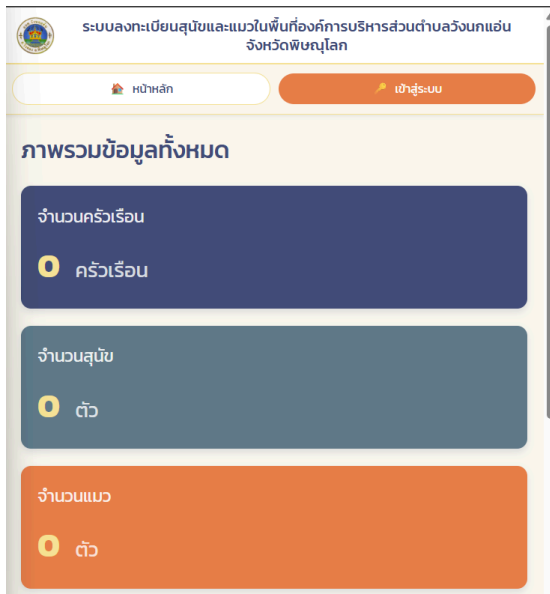 ระบบลงทะเบียนสุนัขและแมวในพื้นที่องค์การบริหารส่วนตำบลวังนกแอ่น
จังหวัดพิษณุโลก
หน้าหลัก
เข้าสู่ระบบ
ภาพรวมข้อมูลทั้งหมด
จำนวนครัวเรือน
0 ครัวเรือน
จำนวนสุนัข
0 ตัว
จำนวนแมว
0 ตัว